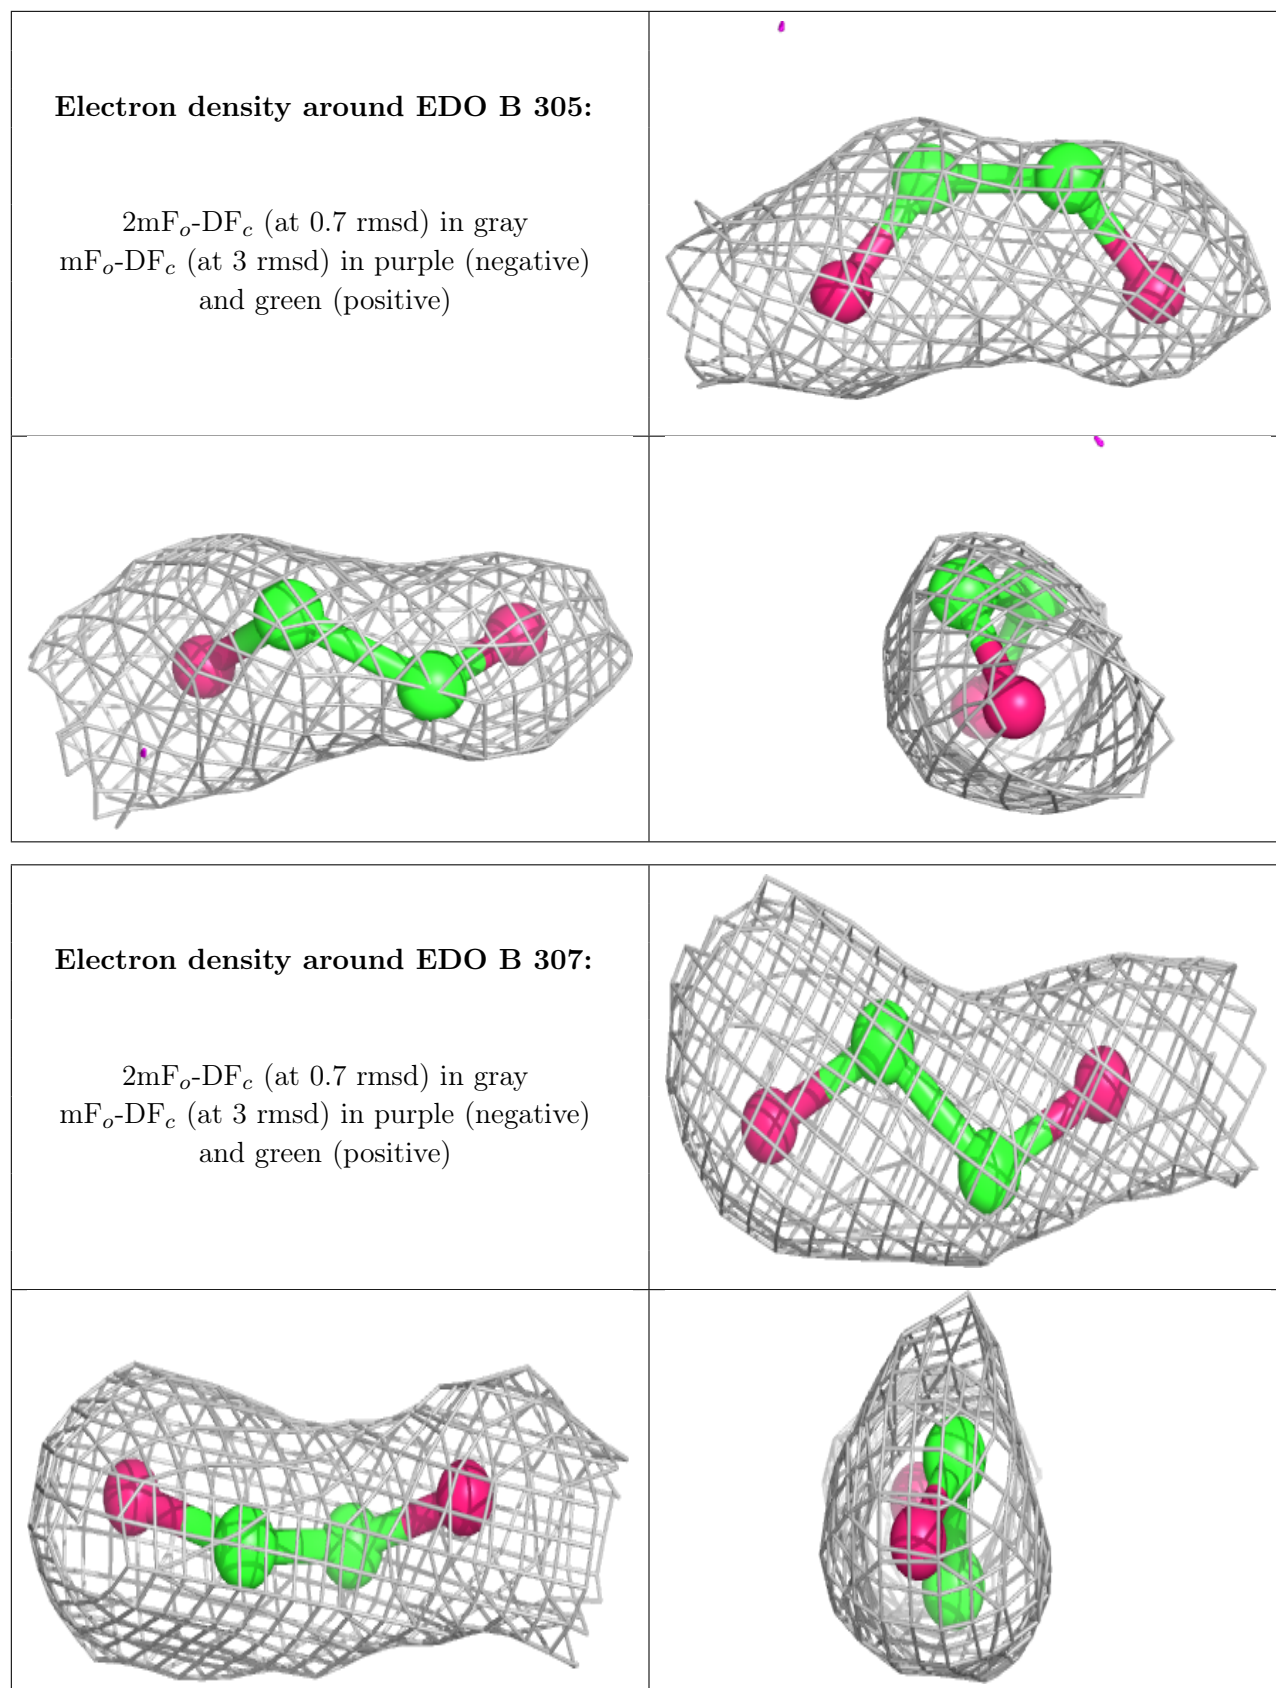 Electron density around EDO B 305:
2mFₒ-DF𝒸 (at 0.7 rmsd) in gray
mFₒ-DF𝒸 (at 3 rmsd) in purple (negative)
and green (positive)
Electron density around EDO B 307:
2mFₒ-DF𝒸 (at 0.7 rmsd) in gray
mFₒ-DF𝒸 (at 3 rmsd) in purple (negative)
and green (positive)